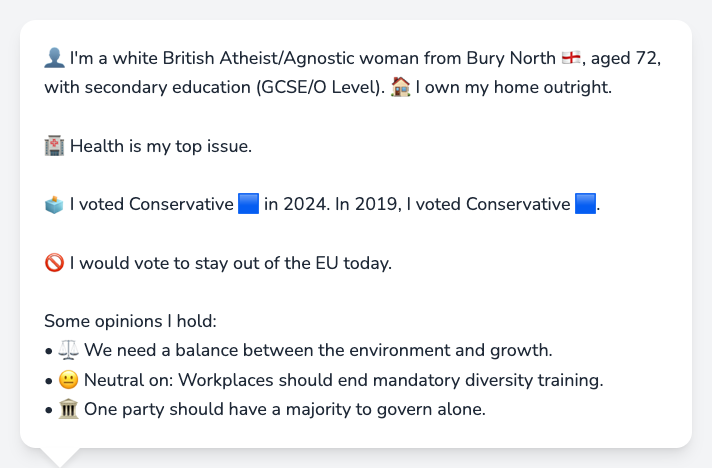 👤 I'm a white British Atheist/Agnostic woman from Bury North 🏴󠁧󠁢󠁥󠁮󠁧󠁿, aged 72,
with secondary education (GCSE/O Level). 🏠 I own my home outright.
🏥 Health is my top issue.
🗳️ I voted Conservative 🟦 in 2024. In 2019, I voted Conservative 🟦.
🚫 I would vote to stay out of the EU today.
Some opinions I hold:
• ⚖️ We need a balance between the environment and growth.
• 😐 Neutral on: Workplaces should end mandatory diversity training.
• 🏛️ One party should have a majority to govern alone.